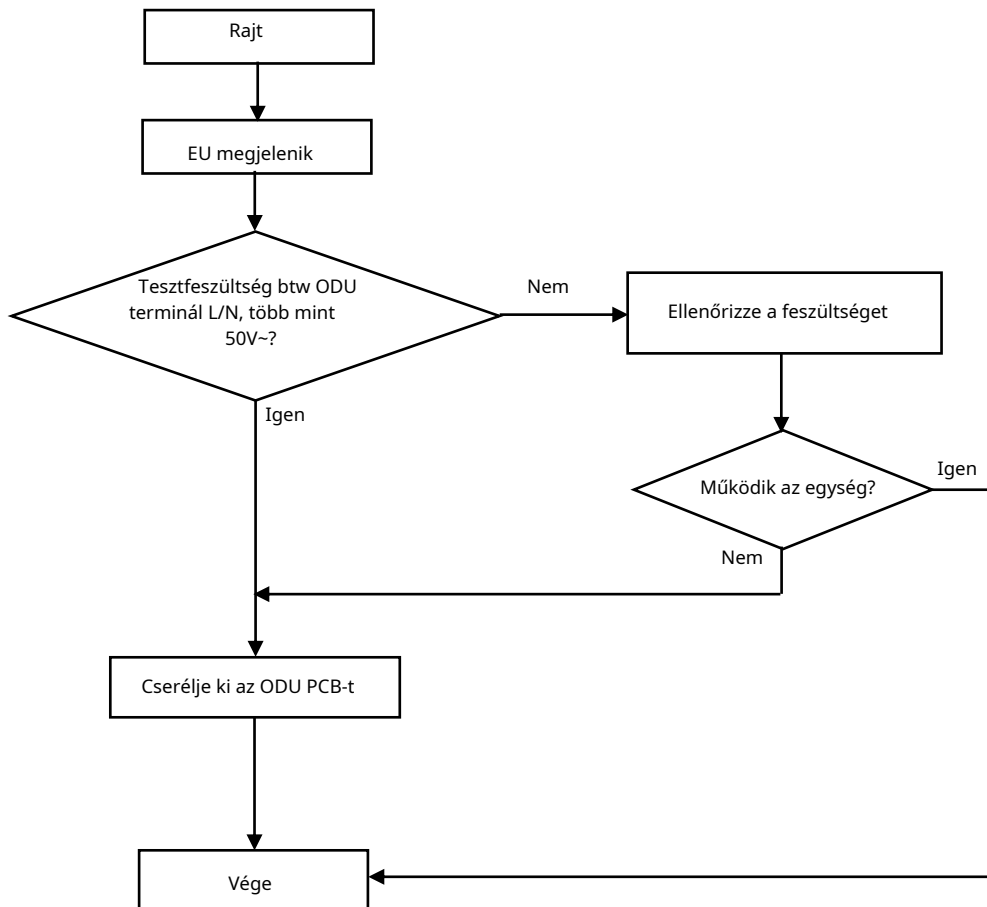 Rajt
EU megjelenik
Tesztfeszültség btw ODU
terminál L/N, több mint
50V~?
Nem
Ellenőrizze a feszültséget
Igen
Működik az egység?
Igen
Nem
Cserélje ki az ODU PCB-t
Vége